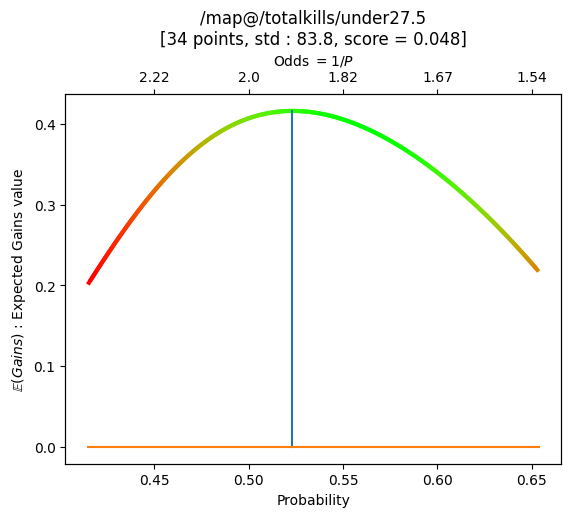 /map@/totalkills/under27.5
[34 points, std : 83.8, score = 0.048]
Odds = 1/P
2.22 2.0 1.82 1.67 1.54
0.4
0.3
0.2
0.1
0.0
𝔼(Gains) : Expected Gains value
0.45 0.50 0.55 0.60 0.65
Probability